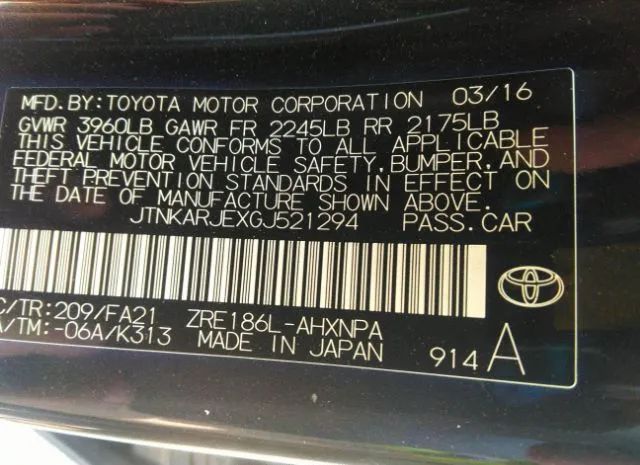 MFD.BY:TOYOTA MOTOR CORPORATION 03/16
GVWR 3960LB GAWR FR 2245LB RR 2175LB
THIS VEHICLE CONFORMS TO ALL APPLICABLE
FEDERAL MOTOR VEHICLE SAFETY,BUMPER,AND
THEFT PREVENTION STANDARDS IN EFFECT ON
THE DATE OF MANUFACTURE SHOWN ABOVE.
JTNKARJEXGJ521294 PASS.CAR
C/TR:209/FA21 ZRE186L-AHXNPA
A/TM:-06A/K313 MADE IN JAPAN 914 A
TOYOTA